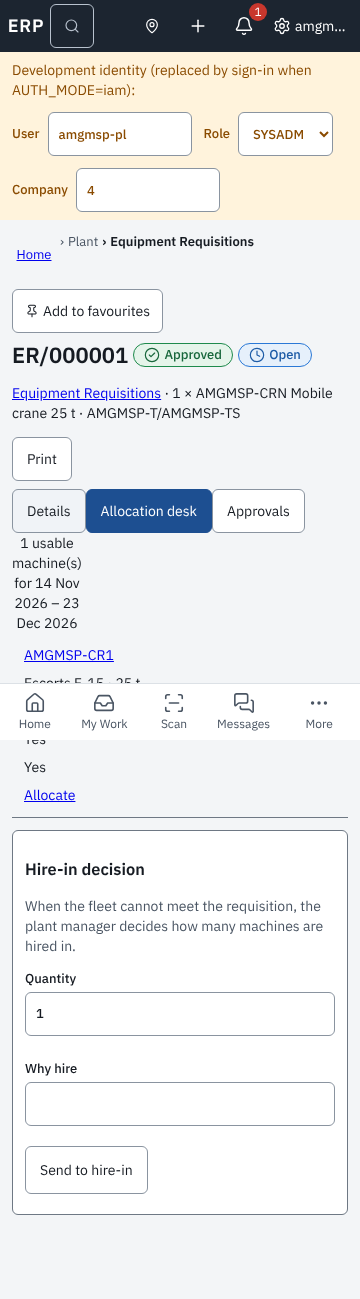 ERP
1
amgm...
Development identity (replaced by sign-in when
AUTH_MODE=iam):
User
amgmsp-pl
Role
SYSADM
Company
4
Home › Plant › Equipment Requisitions
Add to favourites
ER/000001
Approved
Open
Equipment Requisitions · 1 × AMGMSP-CRN Mobile
crane 25 t · AMGMSP-T/AMGMSP-TS
Print
Details
Allocation desk
Approvals
1 usable
machine(s)
for 14 Nov
2026 – 23
Dec 2026
AMGMSP-CR1
Escorts F-15 · 25 t
Home
My Work
Scan
Messages
More
Yes
Yes
Allocate
Hire-in decision
When the fleet cannot meet the requisition, the
plant manager decides how many machines are
hired in.
Quantity
1
Why hire
Send to hire-in